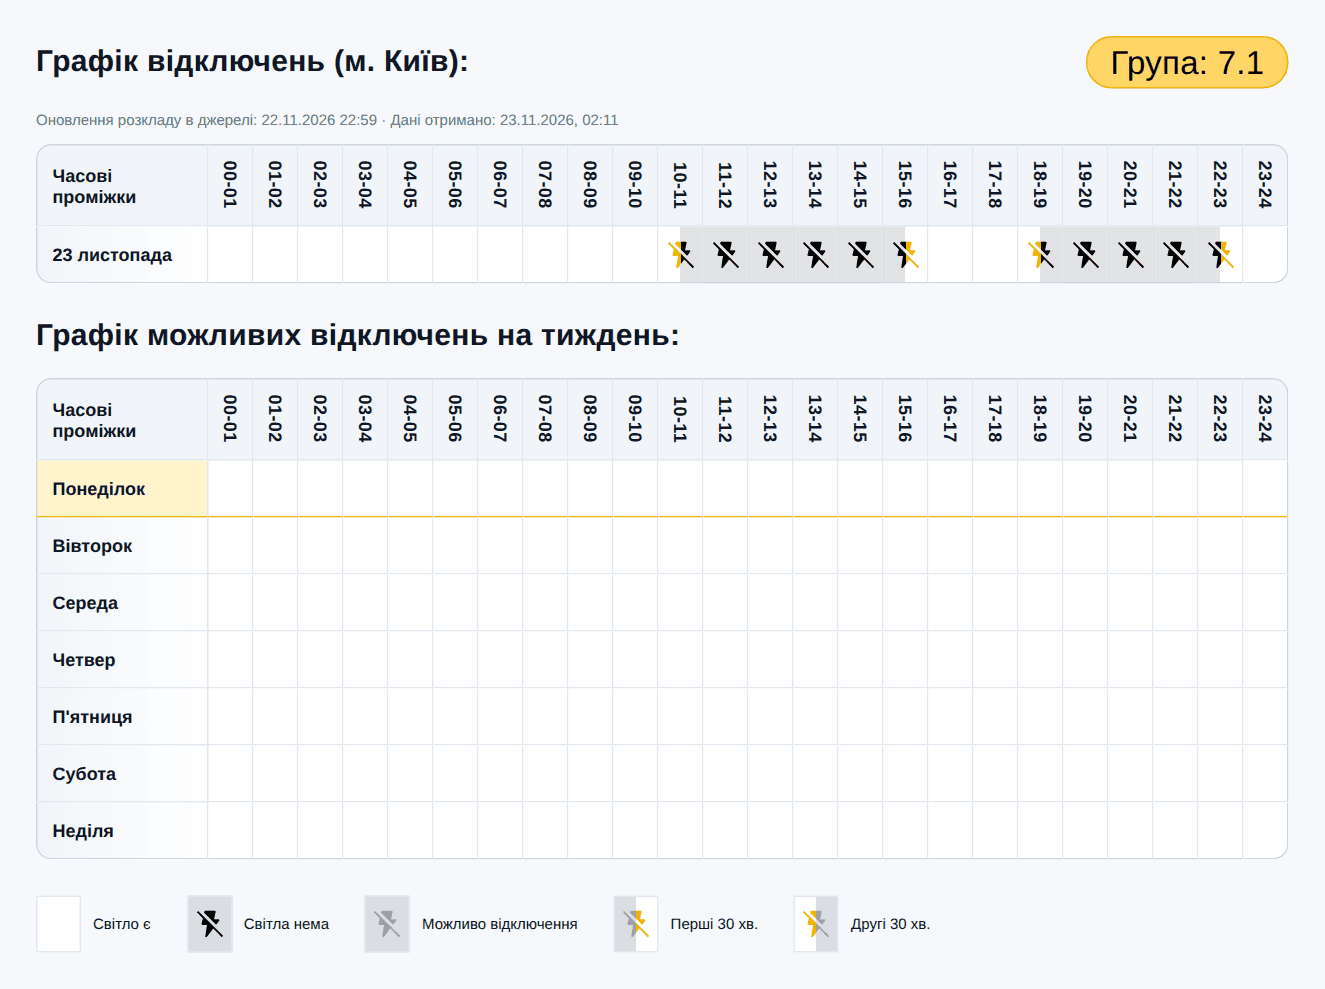 Графік відключень (м. Київ):
Група: 7.1
Оновлення розкладу в джерелі: 22.11.2026 22:59 · Дані отримано: 23.11.2026, 02:11
Часові
проміжки
00-01 01-02 02-03 03-04 04-05 05-06 06-07 07-08 08-09 09-10 10-11 11-12 12-13 13-14 14-15 15-16 16-17 17-18 18-19 19-20 20-21 21-22 22-23 23-24
23 листопада
Графік можливих відключень на тиждень:
Часові
проміжки
00-01 01-02 02-03 03-04 04-05 05-06 06-07 07-08 08-09 09-10 10-11 11-12 12-13 13-14 14-15 15-16 16-17 17-18 18-19 19-20 20-21 21-22 22-23 23-24
Понеділок
Вівторок
Середа
Четвер
П'ятниця
Субота
Неділя
Світло є Світла нема Можливо відключення Перші 30 хв. Другі 30 хв.